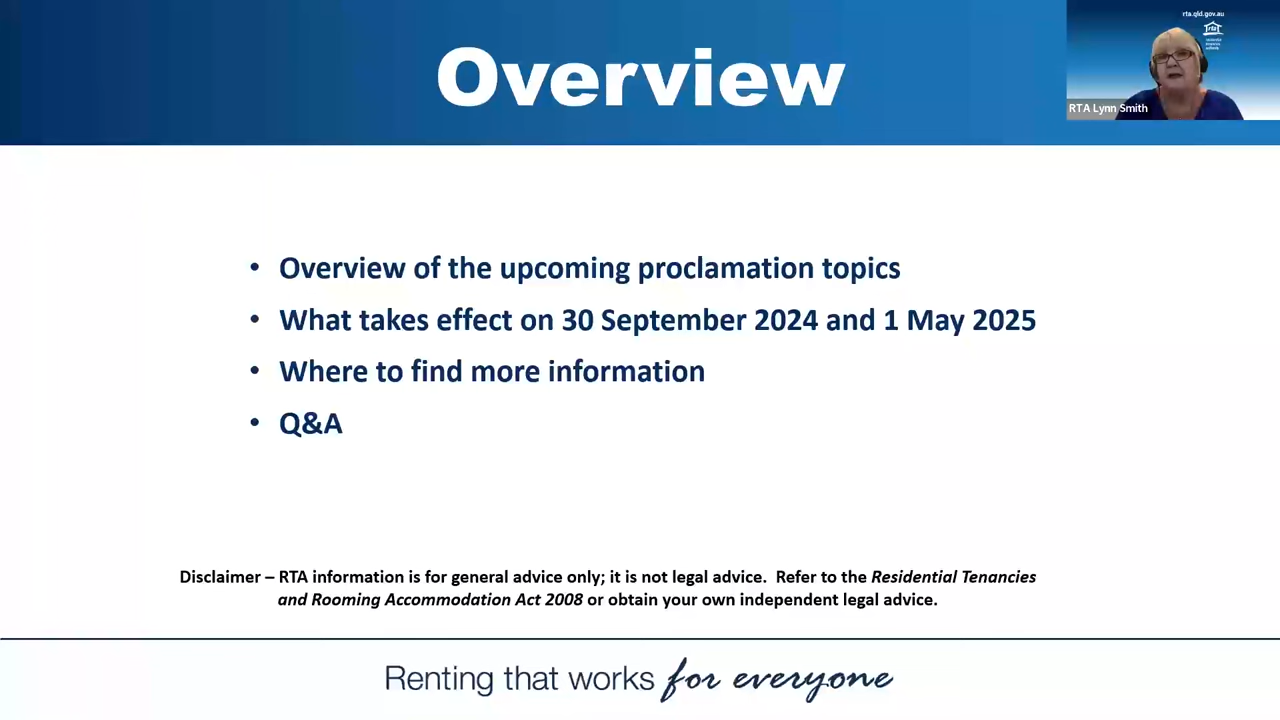 Overview
rta.qld.gov.au
rta
RTA Lynn Smith
• Overview of the upcoming proclamation topics
• What takes effect on 30 September 2024 and 1 May 2025
• Where to find more information
• Q&A
Disclaimer – RTA information is for general advice only; it is not legal advice. Refer to the Residential Tenancies
and Rooming Accommodation Act 2008 or obtain your own independent legal advice.
Renting that works for everyone